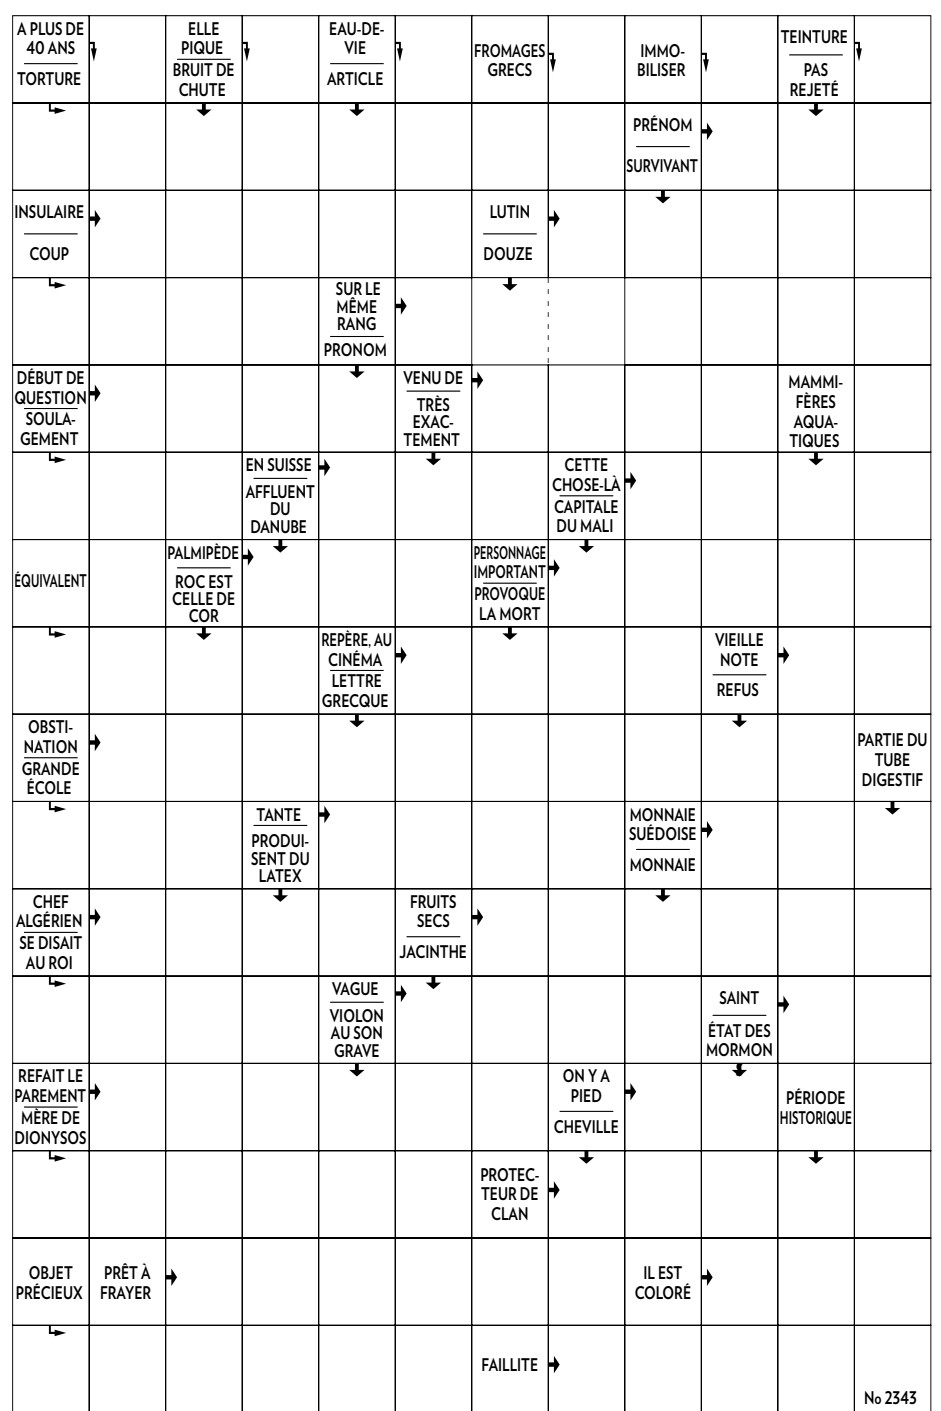 A PLUS DE
40 ANS
TORTURE
ELLE
PIQUE
BRUIT DE
CHUTE
EAU-DE-
VIE
ARTICLE
FROMAGES
GRECS
IMMO-
BILISER
TEINTURE
PAS
REJETÉ
PRÉNOM
SURVIVANT
INSULAIRE
COUP
LUTIN
DOUZE
SUR LE
MÊME
RANG
PRONOM
DÉBUT DE
QUESTION
SOULA-
GEMENT
VENU DE
TRÈS
EXAC-
TEMENT
MAMMI-
FÈRES
AQUA-
TIQUES
EN SUISSE
AFFLUENT
DU
DANUBE
CETTE
CHOSE-LÀ
CAPITALE
DU MALI
ÉQUIVALENT
PALMIPÈDE
ROC EST
CELLE DE
COR
PERSONNAGE
IMPORTANT
PROVOQUE
LA MORT
REPÈRE, AU
CINÉMA
LETTRE
GRECQUE
VIEILLE
NOTE
REFUS
OBSTI-
NATION
GRANDE
ÉCOLE
PARTIE DU
TUBE
DIGESTIF
TANTE
PRODUI-
SENT DU
LATEX
MONNAIE
SUÉDOISE
MONNAIE
CHEF
ALGÉRIEN
SE DISAIT
AU ROI
FRUITS
SECS
JACINTHE
VAGUE
VIOLON
AU SON
GRAVE
SAINT
ÉTAT DES
MORMON
REFAIT LE
PAREMENT
MÈRE DE
DIONYSOS
ON Y A
PIED
CHEVILLE
PÉRIODE
HISTORIQUE
PROTEC-
TEUR DE
CLAN
OBJET
PRÉCIEUX
PRÊT À
FRAYER
IL EST
COLORÉ
FAILLITE
No 2343